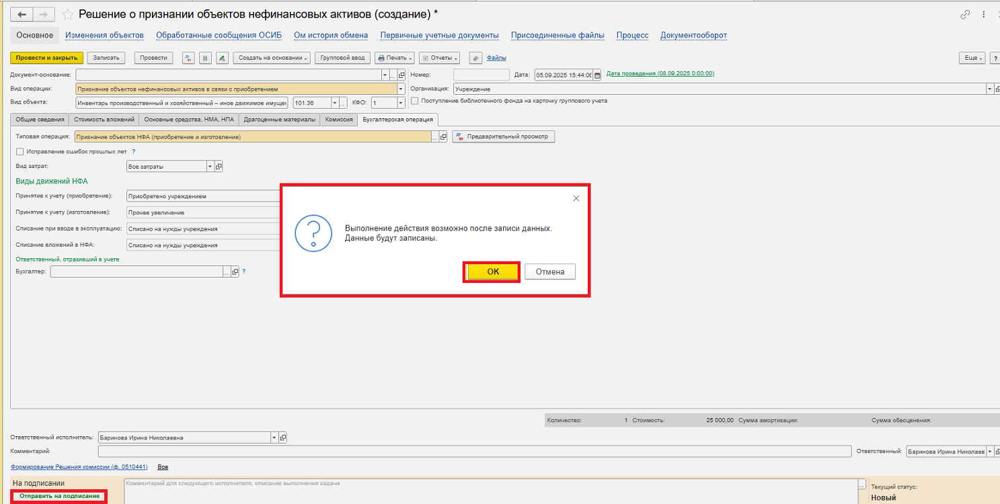 Решение о признании объектов нефинансовых активов (создание) *
Основное Изменения объектов Обработанные сообщения ОСИБ Ом история обмена Первичные учетные документы Присоединенные файлы Процесс Документооборот
Провести и закрыть Записать Провести Создать на основании Групповой ввод Печать Отчеты Файлы Еще ?
Документ-основание: Номер: Дата: 05.09.2025 15:44:06 Дата проведения (08.09.2025 0:00:00)
Вид операции: Признание объектов нефинансовых активов в связи с приобретением Организация: Учреждение
Вид объекта: Инвентарь производственный и хозяйственный – иное движимое имущес 101.36 КФО: 1 Поступление библиотечного фонда на карточку группового учета
Общие сведения Стоимость вложений Основные средства, НМА, НПА Драгоценные материалы Комиссия Бухгалтерская операция
Типовая операция: Признание объектов НФА (приобретение и изготовление) ... Предварительный просмотр
Исправление ошибок прошлых лет ?
Вид затрат: Все затраты
Виды движений НФА
Принятие к учету (приобретение): Приобретено учреждением
Принятие к учету (изготовление): Прочее увеличение
Списание при вводе в эксплуатацию: Списано на нужды учреждения
Списание вложений в НФА: Списано на нужды учреждения
Ответственный, отразивший в учете
Бухгалтер: ... ?
Выполнение действия возможно после записи данных.
Данные будут записаны.
OK Отмена
Количество: 1 Стоимость: 25 000,00 Сумма амортизации: Сумма обесценения:
Ответственный исполнитель: Баринова Ирина Николаевна
Комментарий: Ответственный: Баринова Ирина Николаев
Формирование Решения комиссии (ф. 0510441) Все
На подписании
Комментарий для следующего исполнителя, описание выполнения задачи
Отправить на подписание
Текущий статус:
Новый